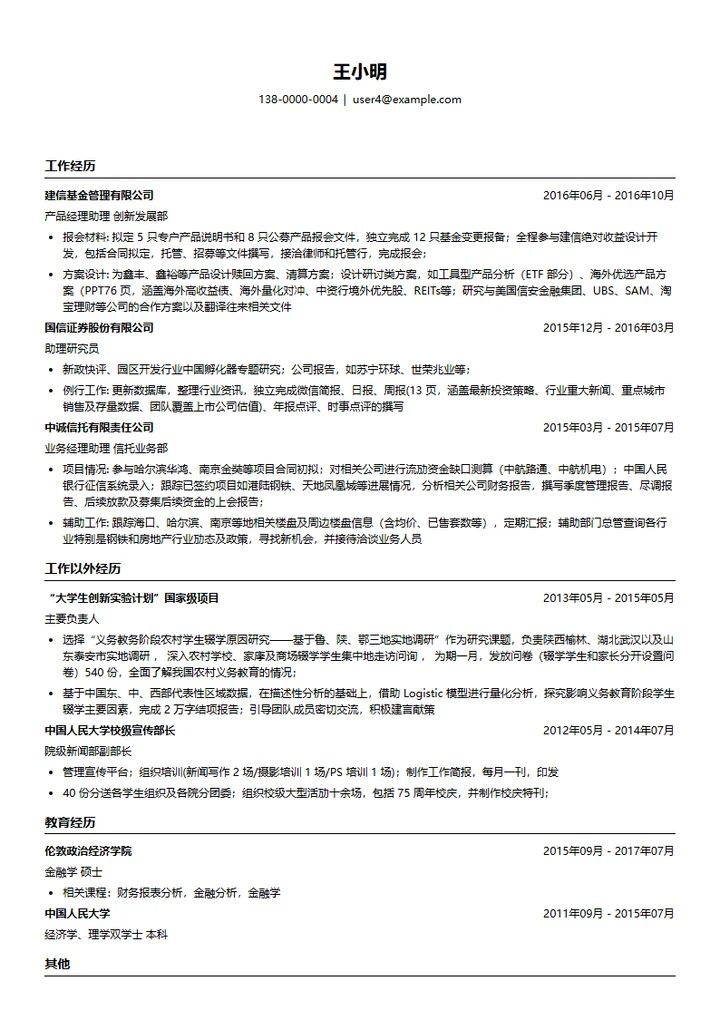 王小明
138-0000-0004 | user4@example.com
工作经历
建信基金管理有限公司 2016年06月 - 2016年10月
产品经理助理 创新发展部
• 报会材料: 拟定 5 只专户产品说明书和 8 只公募产品报会文件，独立完成 12 只基金变更报备；全程参与建信绝对收益设计开
发，包括合同拟定，托管、招募等文件撰写，接洽律师和托管行，完成报会；
• 方案设计: 为鑫丰、鑫裕等产品设计赎回方案、清算方案；设计研讨类方案，如工具型产品分析（ETF 部分）、海外优选产品方
案（PPT76 页，涵盖海外高收益债、海外量化对冲、中资行境外优先股、REITs等；研究与美国信安金融集团、UBS、SAM、淘
宝理财等公司的合作方案以及翻译往来相关文件
国信证券股份有限公司 2015年12月 - 2016年03月
助理研究员
• 新政快评、园区开发行业中国孵化器专题研究；公司报告，如苏宁环球、世荣兆业等；
• 例行工作: 更新数据库，整理行业资讯，独立完成微信简报、日报、周报(13 页，涵盖最新投资策略、行业重大新闻、重点城市
销售及存量数据、团队覆盖上市公司估值)、年报点评、时事点评的撰写
中诚信托有限责任公司 2015年03月 - 2015年07月
业务经理助理 信托业务部
• 项目情况: 参与哈尔滨华鸿、南京金奘等项目合同初拟；对相关公司进行流动资金缺口测算（中航路通、中航机电）；中国人民
银行征信系统录入；跟踪已签约项目如港陆钢铁、天地凤凰城等进展情况，分析相关公司财务报告，撰写季度管理报告、尽调报
告、后续放款及募集后续资金的上会报告；
• 辅助工作: 跟踪海口、哈尔滨、南京等地相关楼盘及周边楼盘信息（含均价、已售套数等），定期汇报；辅助部门总管查询各行
业特别是钢铁和房地产行业动态及政策，寻找新机会，并接待洽谈业务人员
工作以外经历
“大学生创新实验计划”国家级项目 2013年05月 - 2015年05月
主要负责人
• 选择“义务教务阶段农村学生辍学原因研究——基于鲁、陕、鄂三地实地调研”作为研究课题，负责陕西榆林、湖北武汉以及山
东泰安市实地调研 ， 深入农村学校、家庳及商场辍学学生集中地走访问询 ， 为期一月，发放问卷（辍学学生和家长分开设置问
卷）540 份，全面了解我国农村义务教育的情况；
• 基于中国东、中、西部代表性区域数据，在描述性分析的基础上，借助 Logistic 模型进行量化分析，探究影响义务教育阶段学生
辍学主要因素，完成 2 万字结项报告；引导团队成员密切交流，积极建言献策
中国人民大学校级宣传部长 2012年05月 - 2014年07月
院级新闻部副部长
• 管理宣传平台；组织培训(新闻写作 2 场/摄影培训 1 场/PS 培训 1 场)；制作工作简报，每月一刊，印发
• 40 份分送各学生组织及各院分团委；组织校级大型活动十余场，包括 75 周年校庆，并制作校庆特刊；
教育经历
伦敦政治经济学院 2015年09月 - 2017年07月
金融学 硕士
• 相关课程：财务报表分析，金融分析，金融学
中国人民大学 2011年09月 - 2015年07月
经济学、理学双学士 本科
其他